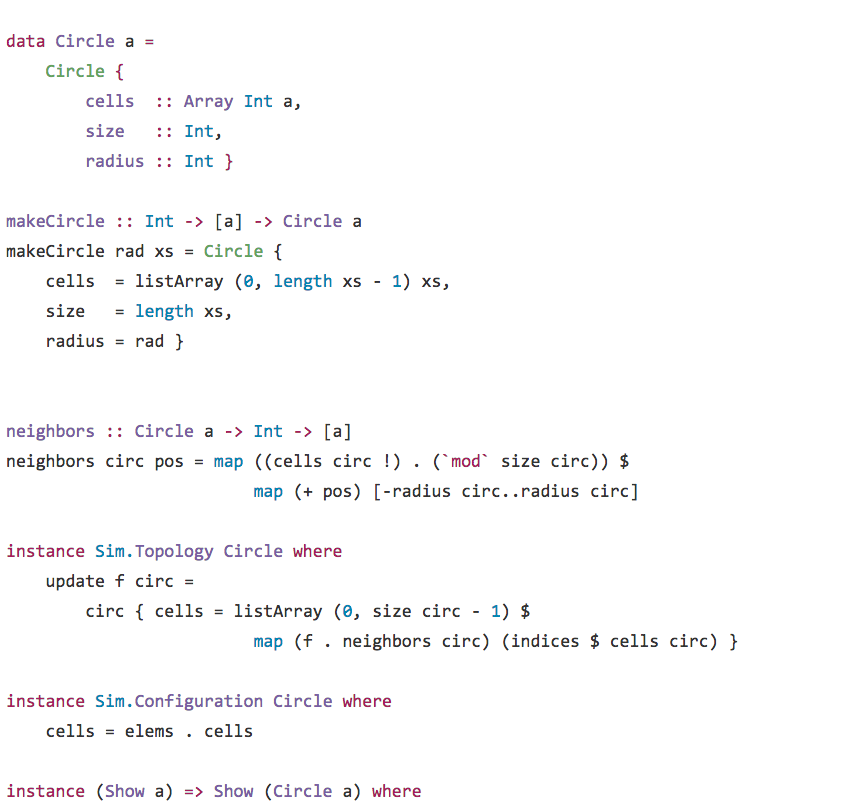 data Circle a =
    Circle {
        cells  :: Array Int a,
        size   :: Int,
        radius :: Int }

makeCircle :: Int -> [a] -> Circle a
makeCircle rad xs = Circle {
    cells  = listArray (0, length xs - 1) xs,
    size   = length xs,
    radius = rad }


neighbors :: Circle a -> Int -> [a]
neighbors circ pos = map ((cells circ !) . (`mod` size circ)) $
                         map (+ pos) [-radius circ..radius circ]

instance Sim.Topology Circle where
    update f circ =
        circ { cells = listArray (0, size circ - 1) $
                         map (f . neighbors circ) (indices $ cells circ) }

instance Sim.Configuration Circle where
    cells = elems . cells

instance (Show a) => Show (Circle a) where